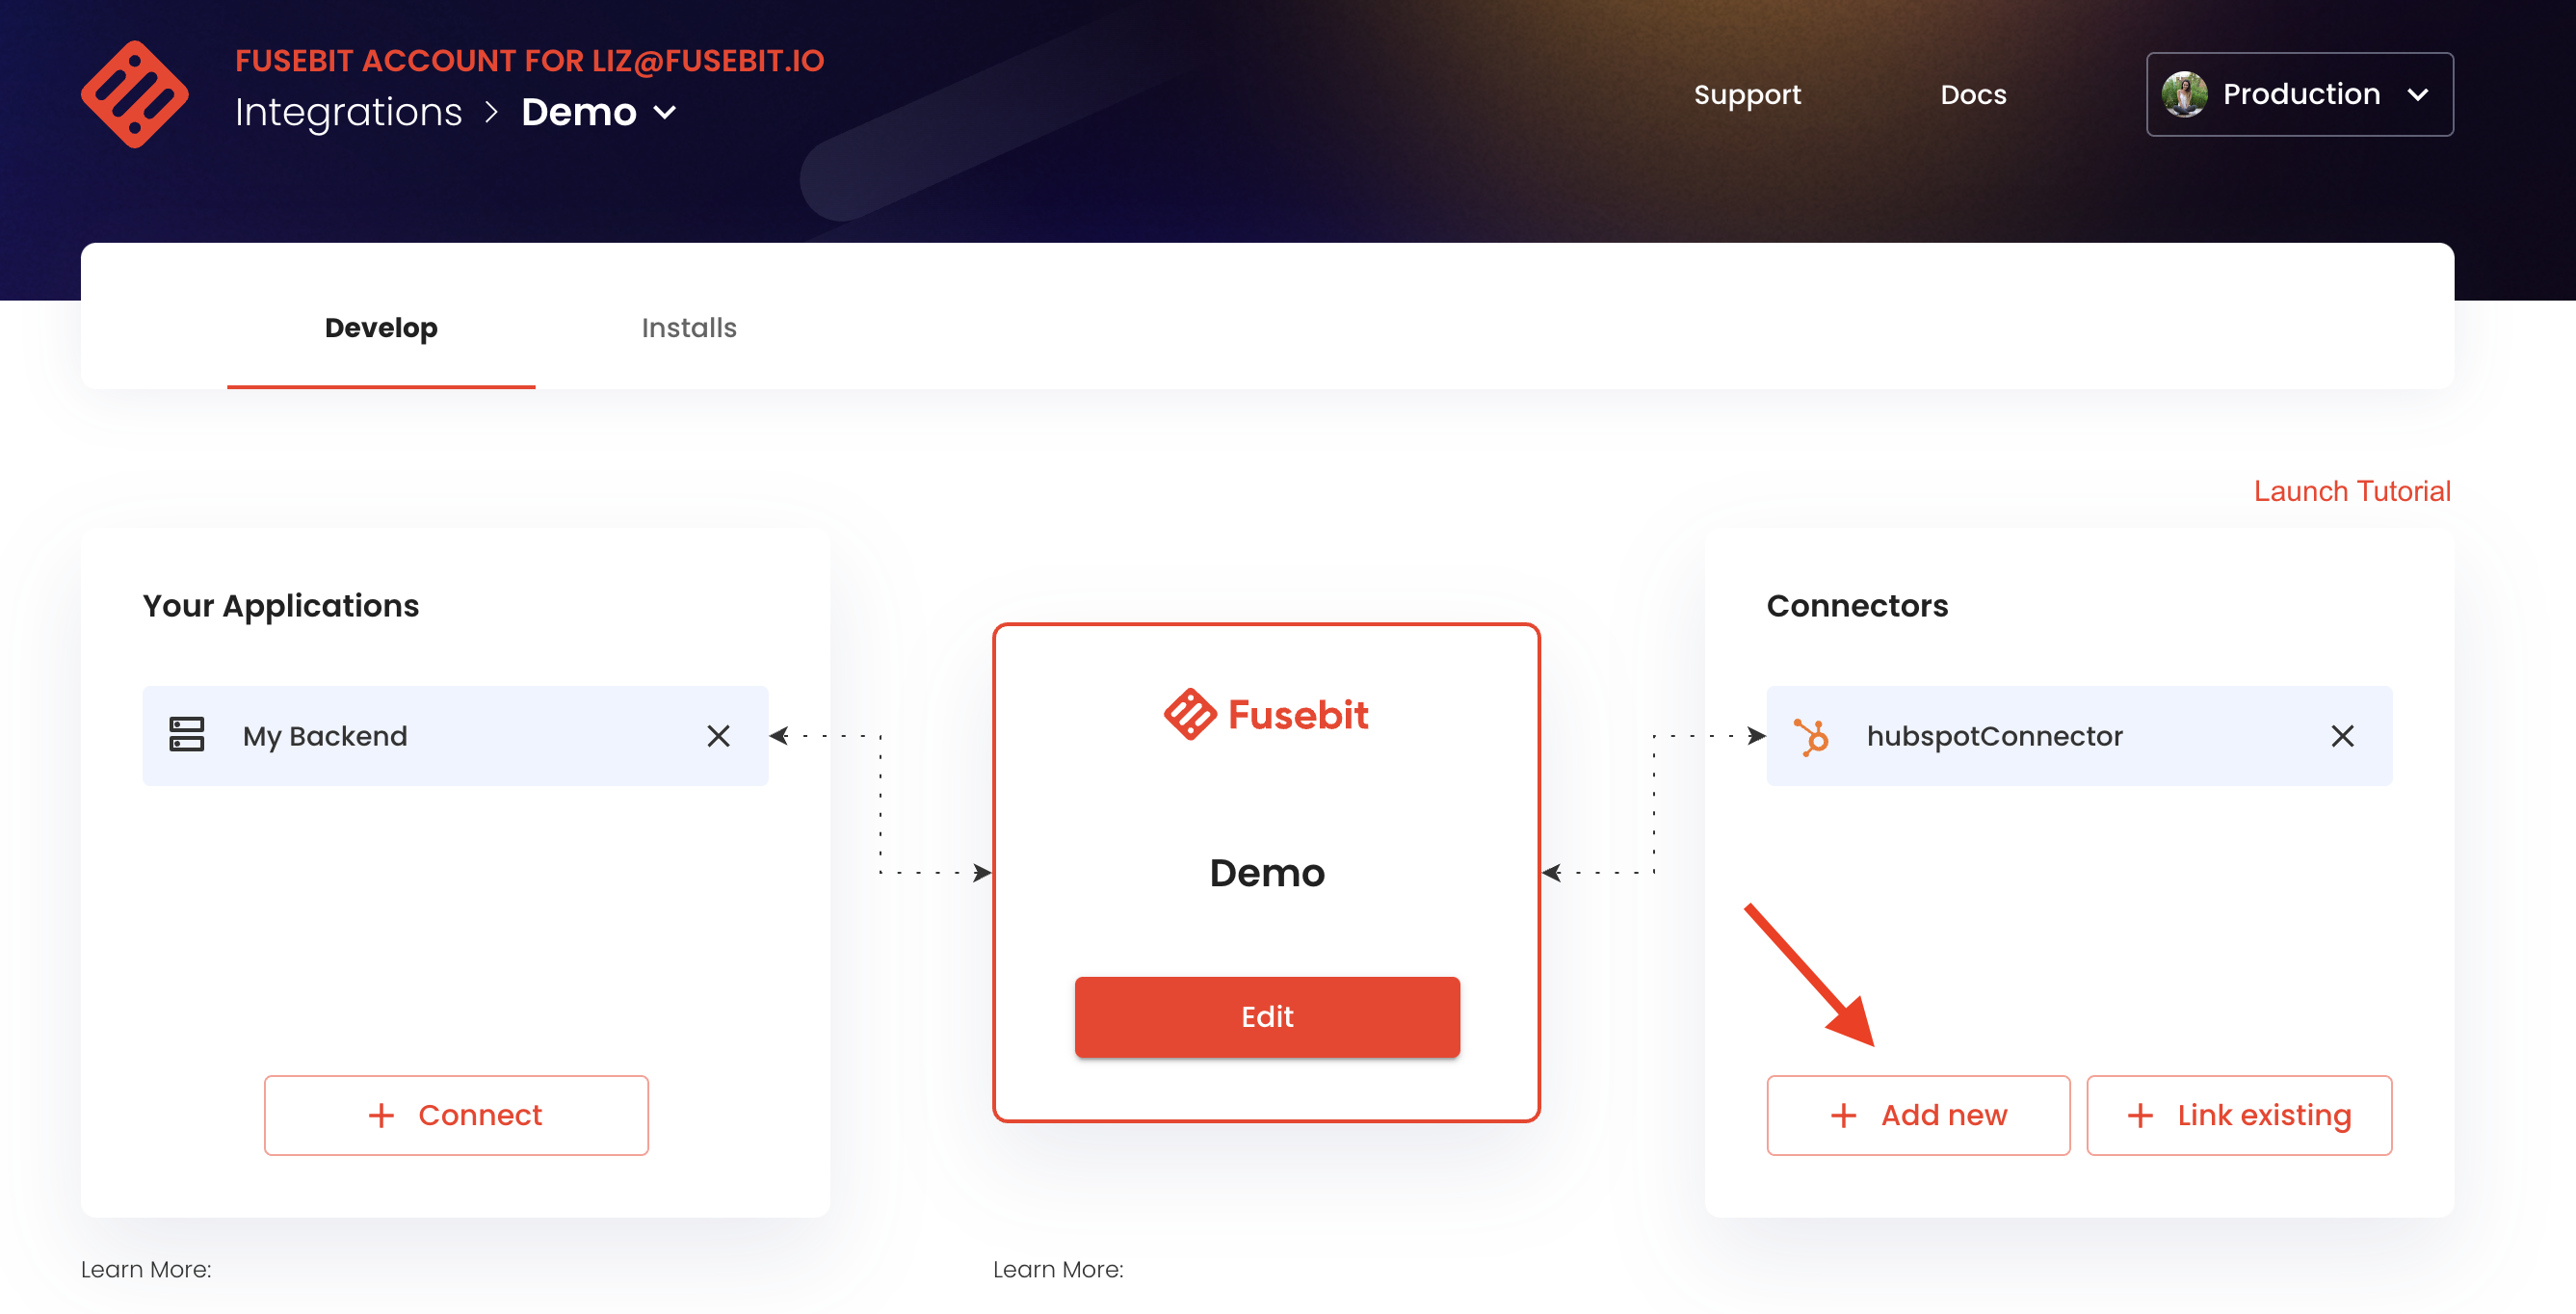 FUSEBIT ACCOUNT FOR LIZ@FUSEBIT.IO
Integrations > Demo
Support
Docs
Production
Develop
Installs
Launch Tutorial
Your Applications
My Backend
Connect
Fusebit
Demo
Edit
Connectors
hubspotConnector
Add new
Link existing
Learn More:
Learn More: